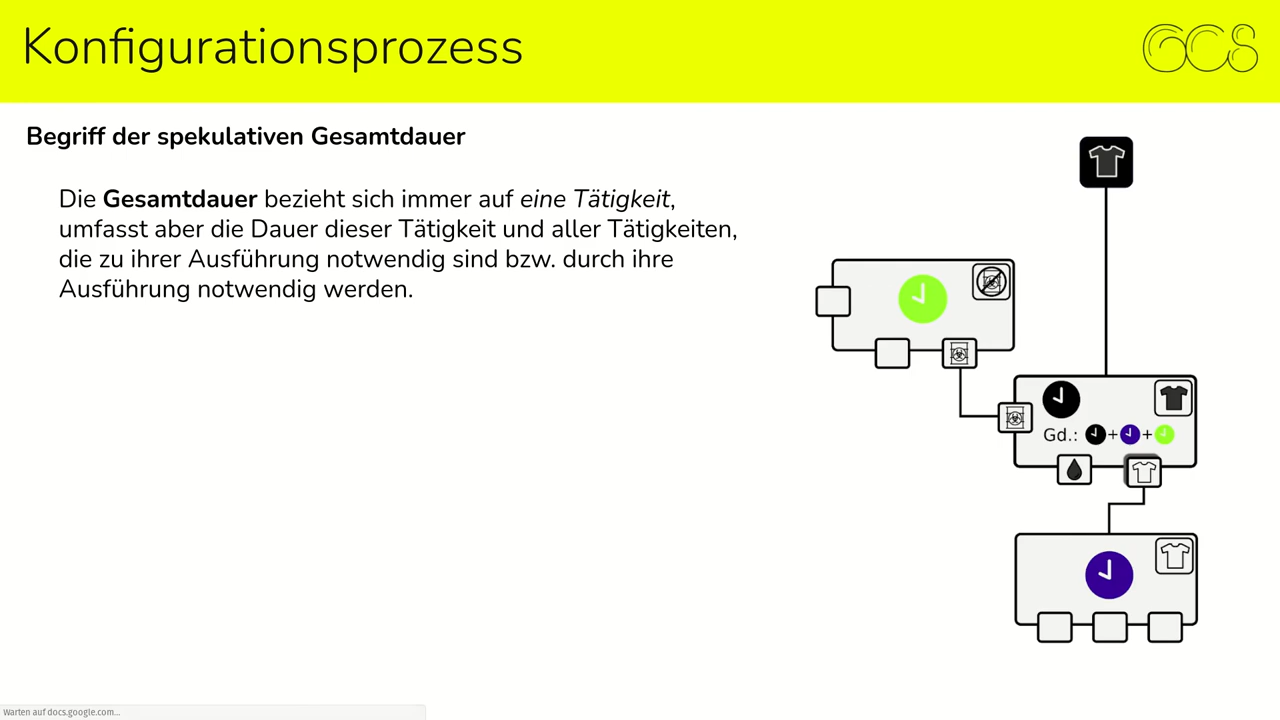 Konfigurationsprozess
GCS
Begriff der spekulativen Gesamtdauer
Die Gesamtdauer bezieht sich immer auf eine Tätigkeit,
umfasst aber die Dauer dieser Tätigkeit und aller Tätigkeiten,
die zu ihrer Ausführung notwendig sind bzw. durch ihre
Ausführung notwendig werden.
Gd.: + +
Warten auf docs.google.com...